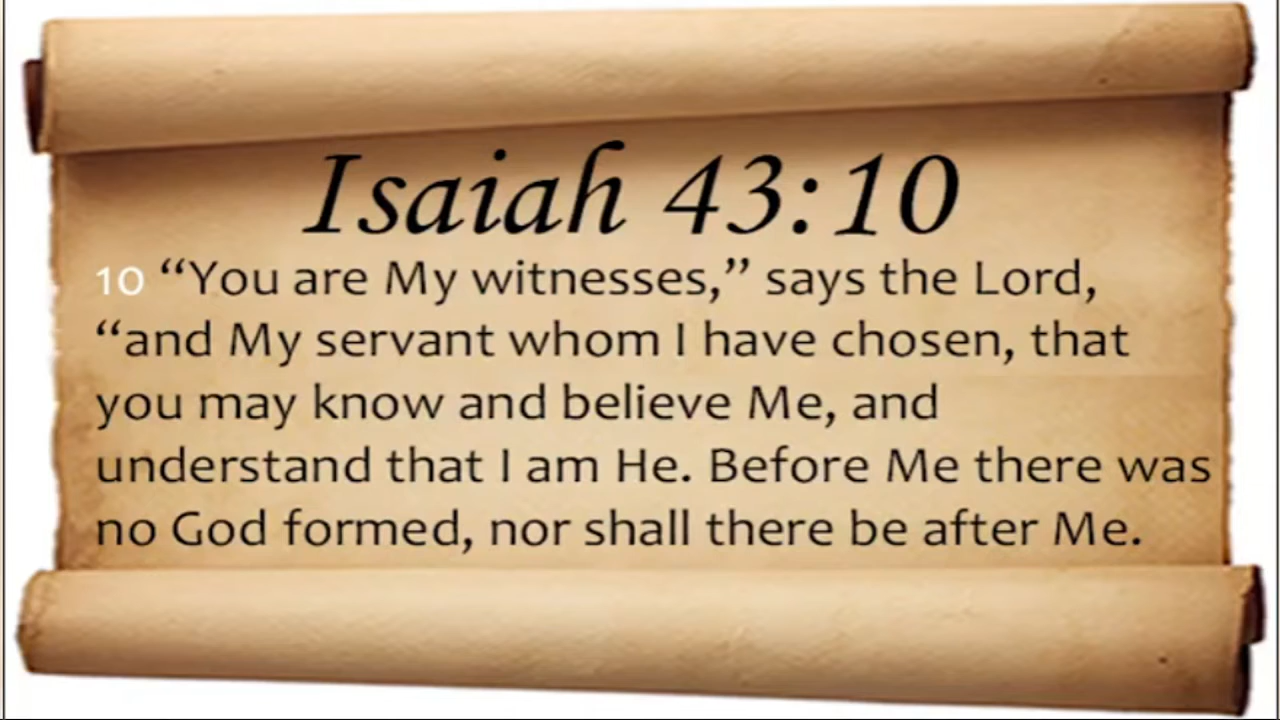 Isaiah 43:10
10 “You are My witnesses,” says the Lord,
“and My servant whom I have chosen, that
you may know and believe Me, and
understand that I am He. Before Me there was
no God formed, nor shall there be after Me.